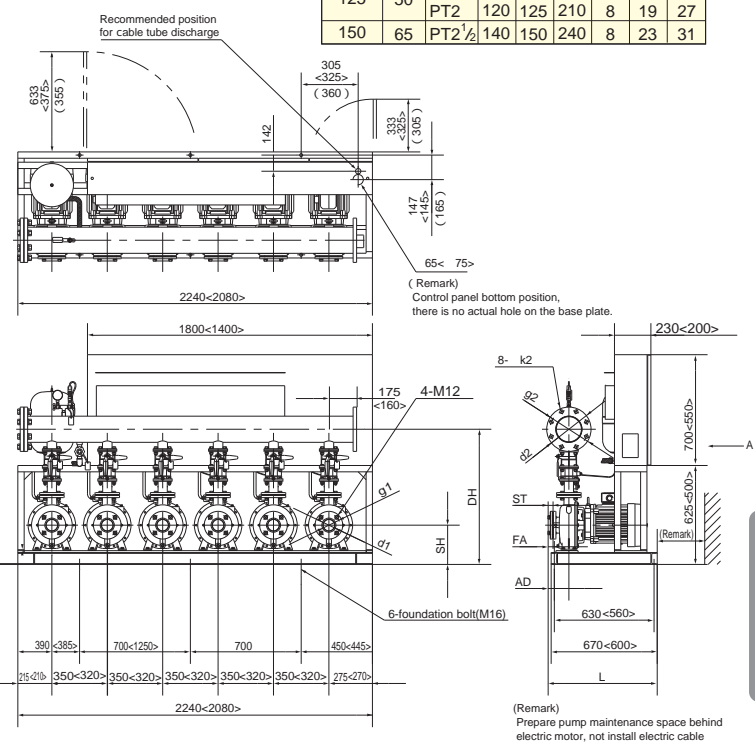 125 50
PT2 120 125 210 8 19 27
150 65 PT2½ 140 150 240 8 23 31
Recommended position
for cable tube discharge
305
<325>
( 360 )
633
<375>
( 355 )
142
333
<325>
( 305 )
147
<145>
( 165 )
65< 75>
( Remark)
Control panel bottom position,
there is no actual hole on the base plate.
2240<2080>
1800<1400>
230<200>
8- k2
175
<160>
4-M12
g2
d2
700<550>
A
DH
g1
d1
SH
ST
FA
AD
625<500>
(Remark)
6-foundation bolt(M16)
630 <560>
670<600>
L
390 <385> 700<1250> 700 450<445>
215<210> 350<320> 350<320> 350<320> 350<320> 350<320> 275<270>
2240<2080>
(Remark)
Prepare pump maintenance space behind
electric motor, not install electric cable